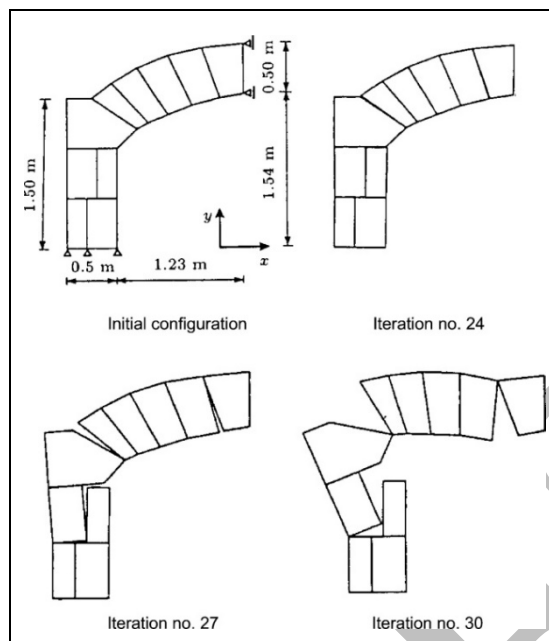 0.50 m
1.50 m
1.54 m
y
x
0.5 m
1.23 m
Initial configuration
Iteration no. 24
Iteration no. 27
Iteration no. 30